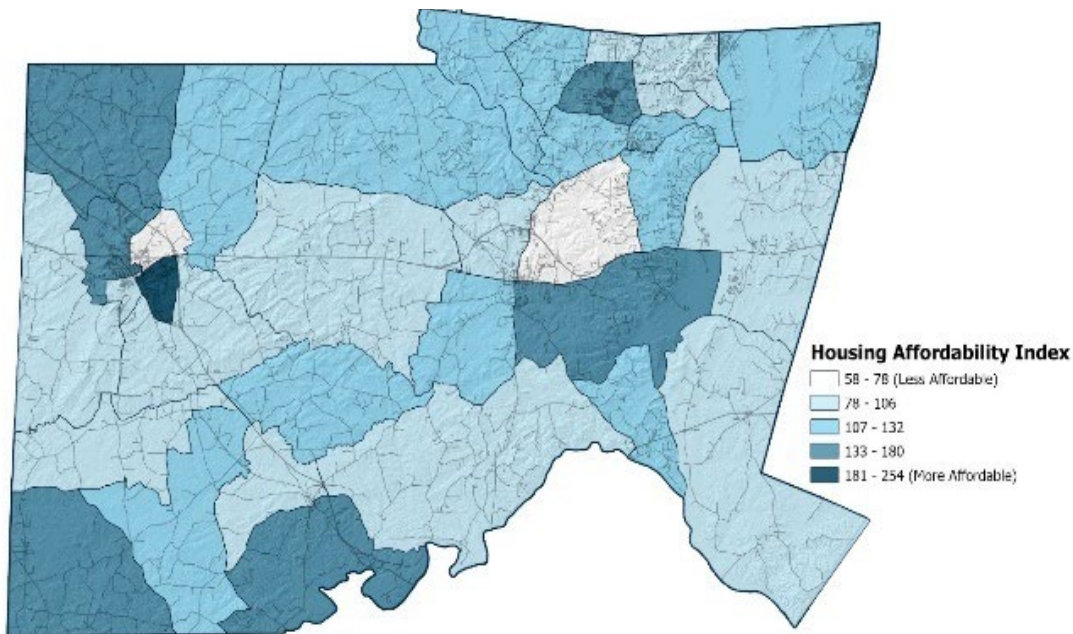 Housing Affordability Index
58 - 78 (Less Affordable)
78 - 106
107 - 132
133 - 180
181 - 254 (More Affordable)